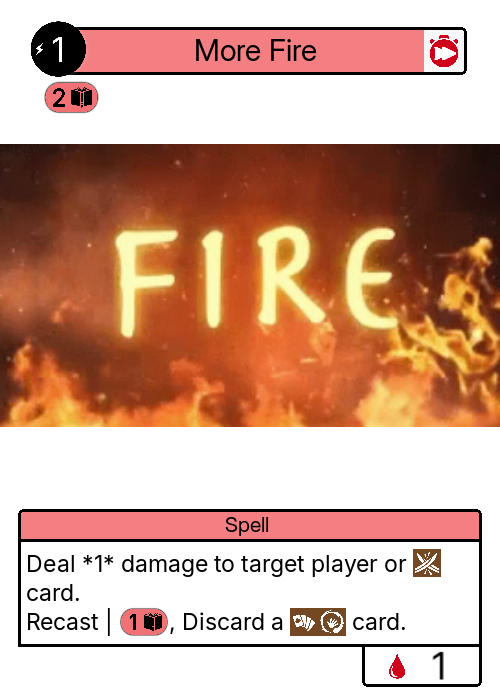 1
More Fire
2
FIRE
Spell
Deal *1* damage to target player or
card.
Recast | 1, Discard a card.
1